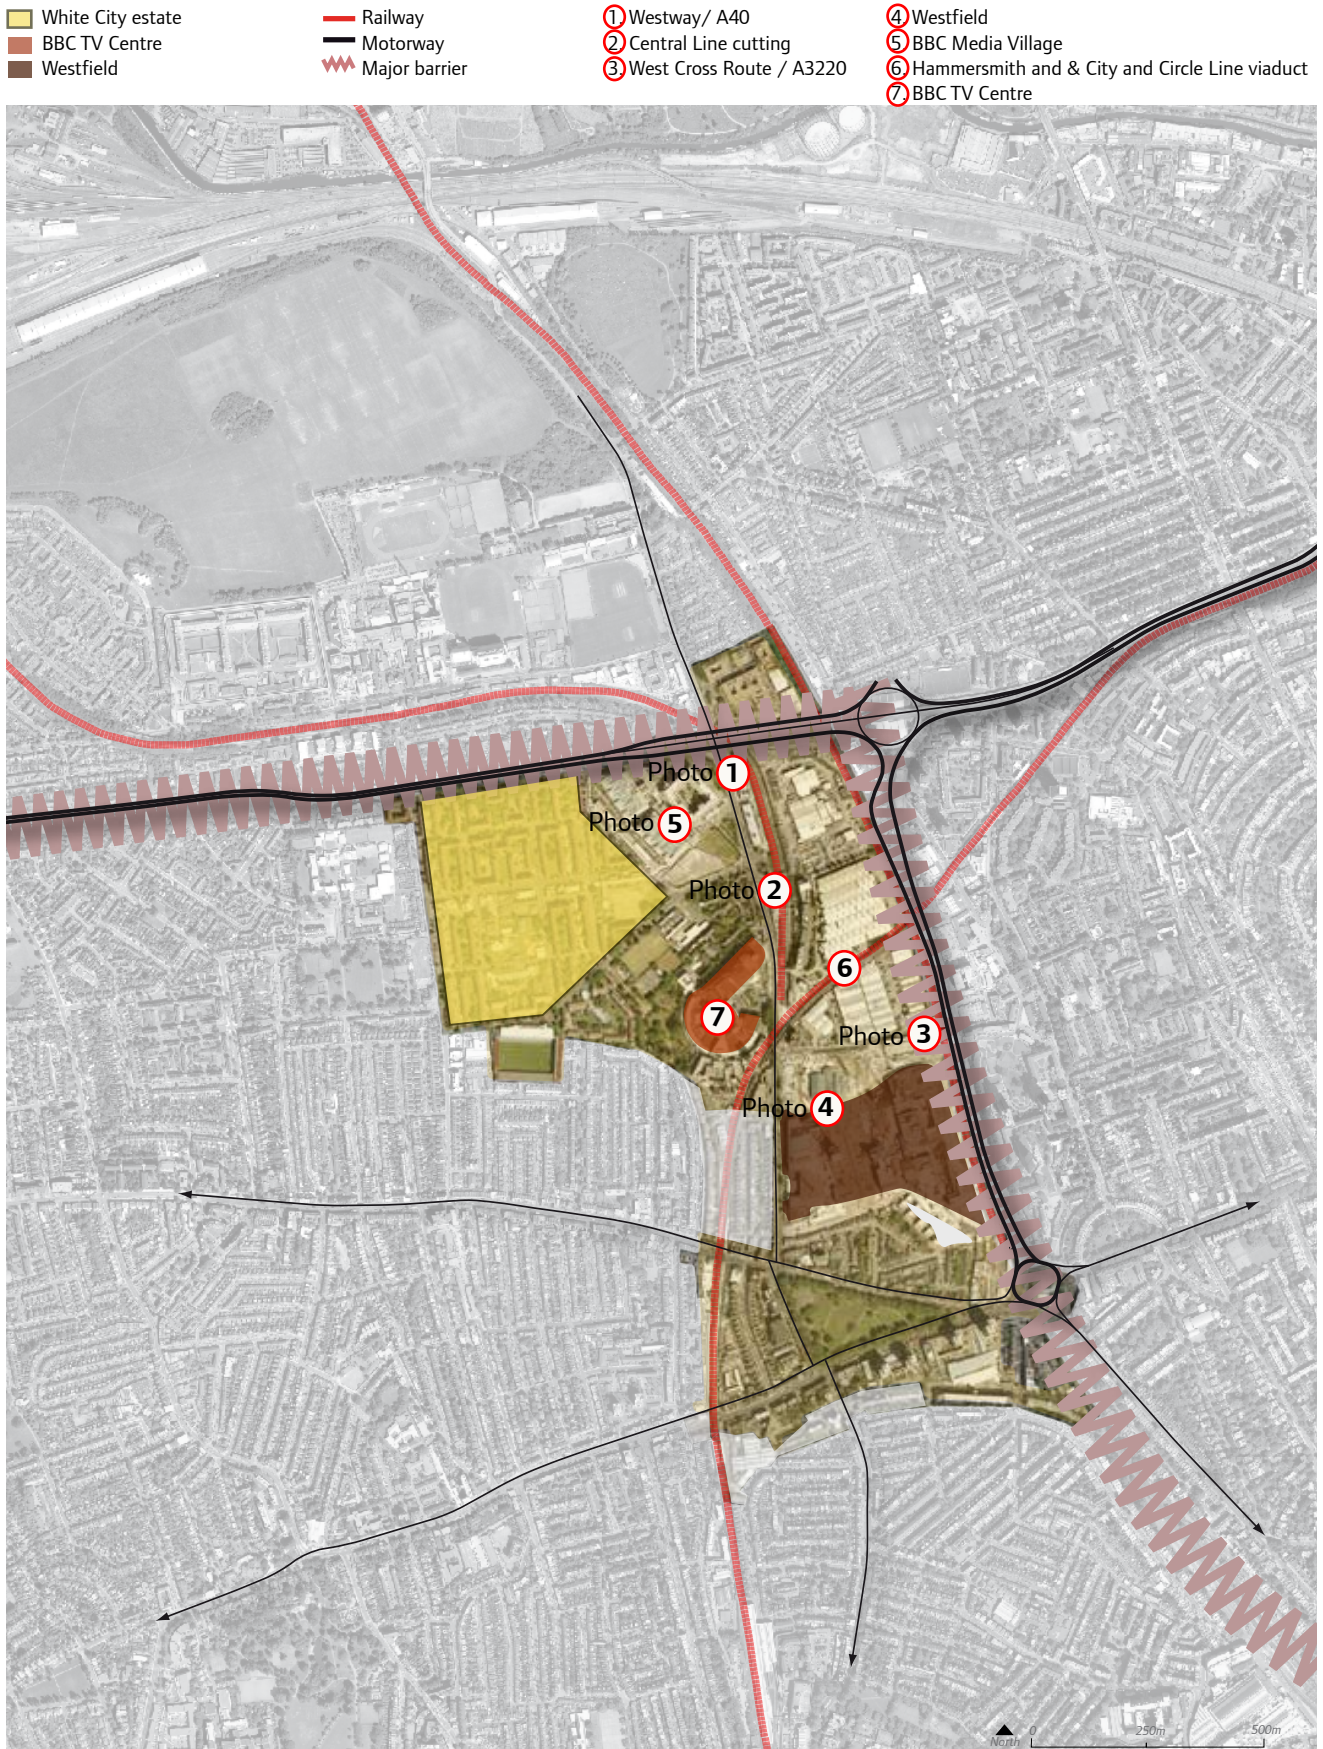 White City estate
BBC TV Centre
Westfield
Railway
Motorway
Major barrier
1. Westway/ A40
2. Central Line cutting
3. West Cross Route / A3220
4. Westfield
5. BBC Media Village
6. Hammersmith and & City and Circle Line viaduct
7. BBC TV Centre
Photo 1
Photo 5
Photo 2
6
7
Photo 3
Photo 4
North
0 250m 500m